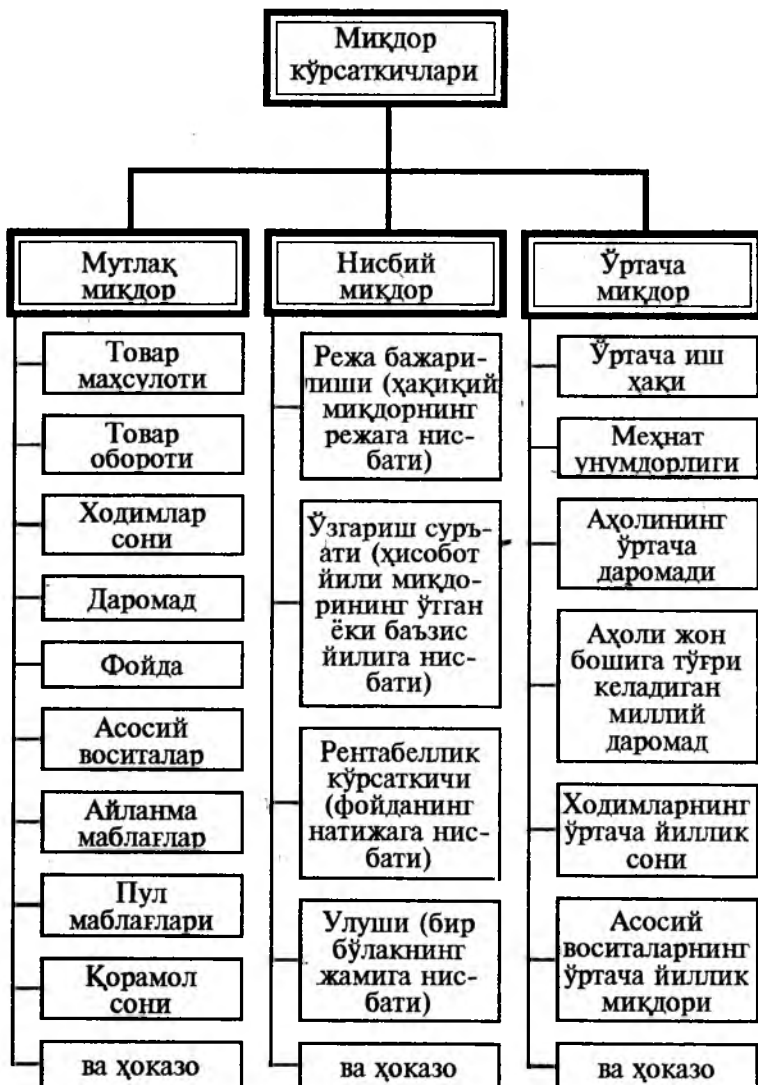 Миқдор
кўрсаткичлари
Мутлақ
миқдор
Товар
маҳсулоти
Товар
обороти
Ходимлар
сони
Даромад
Фойда
Асосий
воситалар
Айланма
маблағлар
Пул
маблағлари
Қорамол
сони
ва ҳоказо
Нисбий
миқдор
Режа бажари-
лиши (ҳақиқий
миқдорнинг
режага нис-
бати)
Ўзгариш суръ-
ати (ҳисобот
йили миқдо-
рининг ўтган
ёки баъзис
йилига нис-
бати)
Рентабеллик
кўрсаткичи
(фойданинг
натижага нис-
бати)
Улуши (бир
бўлакнинг
жамига нис-
бати)
ва ҳоказо
Ўртача
миқдор
Ўртача иш
ҳақи
Меҳнат
унумдорлиги
Аҳолининг
ўртача
даромади
Аҳоли жон
бошига тўғри
келадиган
миллий
даромад
Ходимларнинг
ўртача йиллик
сони
Асосий
воситаларнинг
ўртача йиллик
миқдори
ва ҳоказо